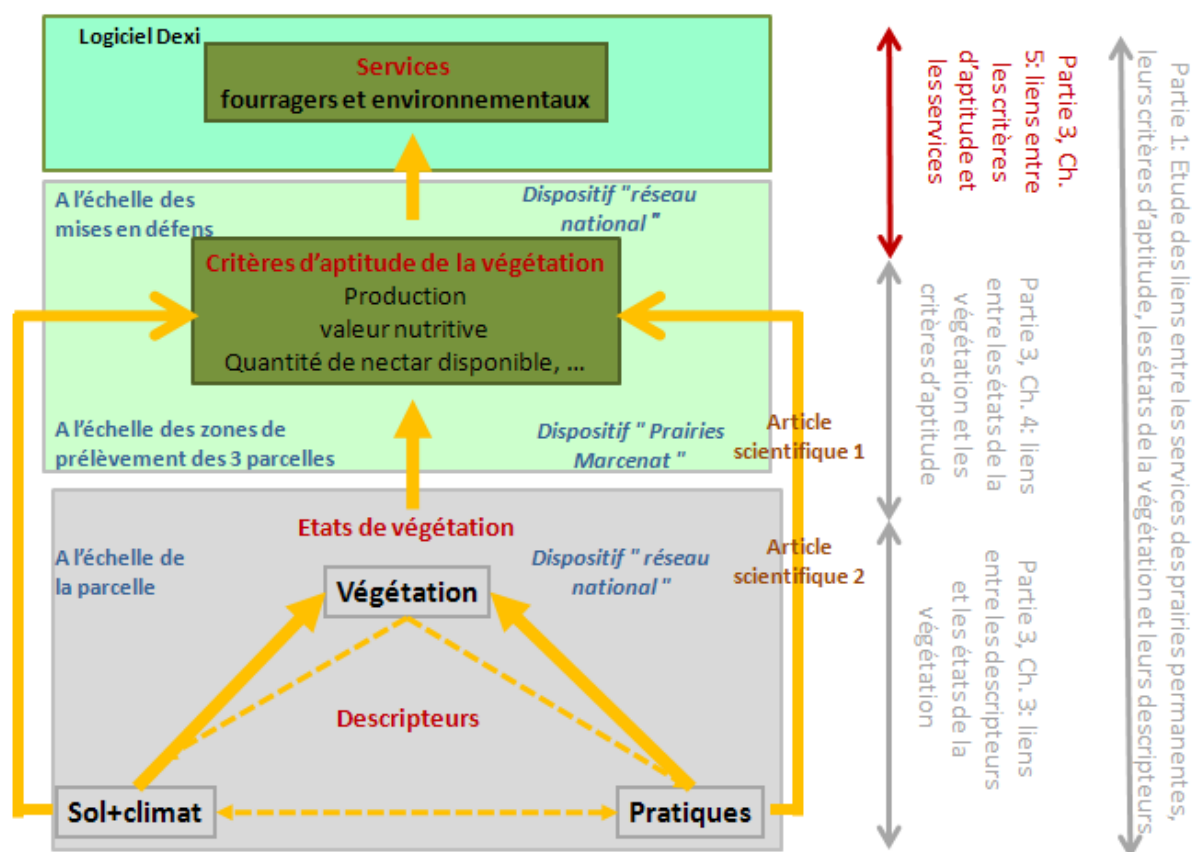 Logiciel Dexi
Services
fourragers et environnementaux
A l'échelle des
mises en défens
Dispositif "réseau
national "
Critères d'aptitude de la végétation
Production
valeur nutritive
Quantité de nectar disponible, ...
A l'échelle des zones de
prélèvement des 3 parcelles
Dispositif " Prairies
Marcenat "
Article
scientifique 1
Etats de végétation
A l'échelle de
la parcelle
Dispositif " réseau
national "
Article
scientifique 2
Végétation
Descripteurs
Sol+climat
Pratiques
Partie 3, Ch.
5: liens entre
les critères
d'aptitude et
les services
Partie 3, Ch. 4: liens
entre les états de la
végétation et les
critères d'aptitude
Partie 3, Ch. 3: liens
entre les descripteurs
et les états de la
végétation
Partie 1: Etude des liens entre les services des prairies permanentes,
leurs critères d'aptitude, les états de la végétation et leurs descripteurs